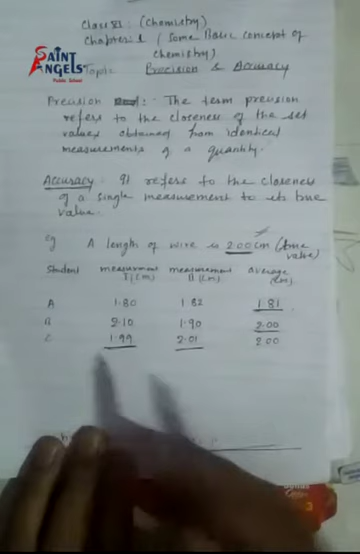 Class XI : (Chemistry)
Chapter:- 1 ( Some Basic concept of
Chemistry)
SAINT
ANGELS
Public School
Topic Precision & Accuracy
Precision :- The term precision
refers to the closeness of the set
values obtained from identical
measurements of a quantity.
Accuracy - It refers to the closeness
of a single measurement to its true
value.
eg A length of wire is 2.00 cm (true
value)
Student measurement measurement average
I (cm) II (cm) (cm)
A 1.80 1.82 1.81
B 2.10 1.90 2.00
C 1.99 2.01 2.00